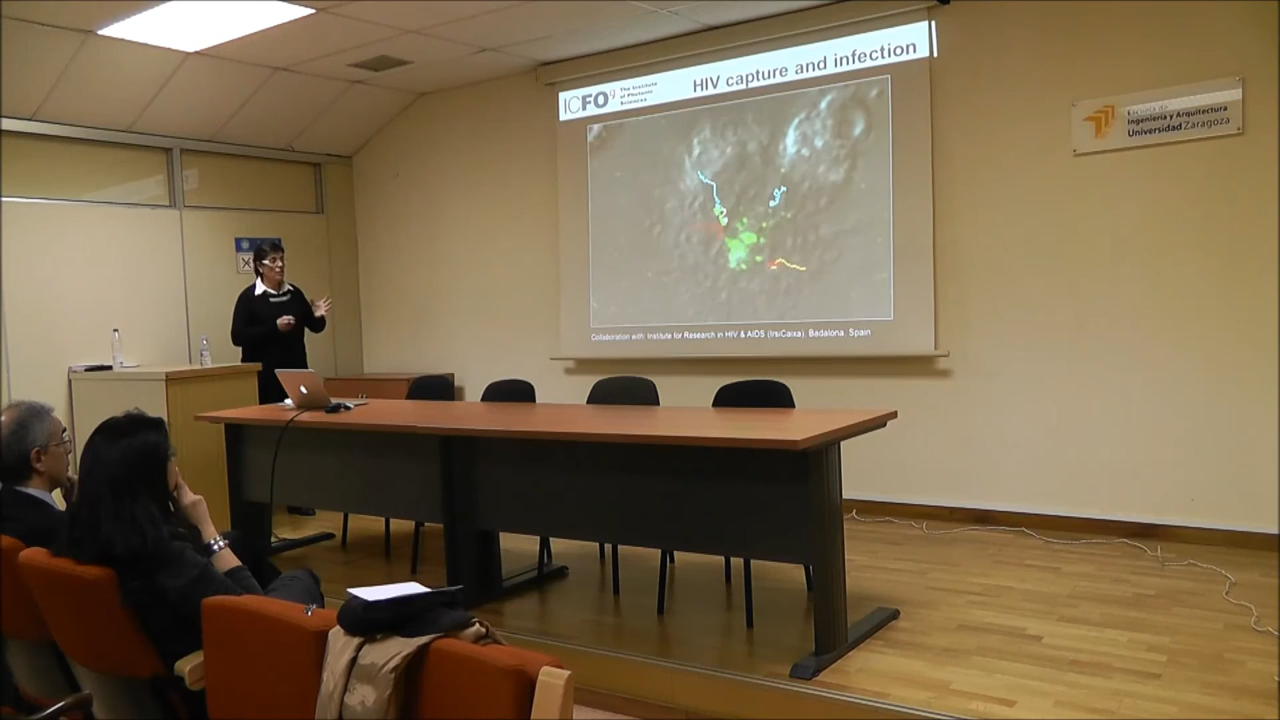 ICFO9
The Institute
of Photonic
Sciences
HIV capture and infection
Collaboration with: Institute for Research in HIV & AIDS (IrsiCaixa), Badalona, Spain
Escuela de
Ingeniería y Arquitectura
Universidad Zaragoza